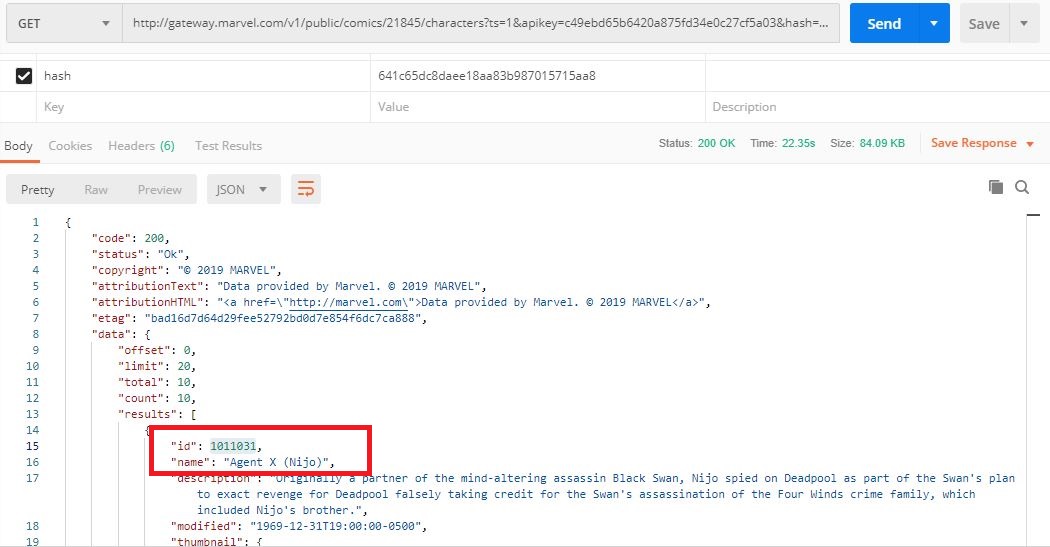 GET http://gateway.marvel.com/v1/public/comics/21845/characters?ts=1&apikey=c49ebd65b6420a875fd34e0c27cf5a03&hash=... Send Save
hash 641c65dc8daee18aa83b987015715aa8
Key Value Description
Body Cookies Headers (6) Test Results Status: 200 OK Time: 22.35s Size: 84.09 KB Save Response
Pretty Raw Preview JSON
1 {
2 "code": 200,
3 "status": "Ok",
4 "copyright": "© 2019 MARVEL",
5 "attributionText": "Data provided by Marvel. © 2019 MARVEL",
6 "attributionHTML": "<a href=\"http://marvel.com\">Data provided by Marvel. © 2019 MARVEL</a>",
7 "etag": "bad16d7d64d29fee52792bd0d7e854f6dc7ca888",
8 "data": {
9 "offset": 0,
10 "limit": 20,
11 "total": 10,
12 "count": 10,
13 "results": [
14 {
15 "id": 1011031,
16 "name": "Agent X (Nijo)",
17 "description": "Originally a partner of the mind-altering assassin Black Swan, Nijo spied on Deadpool as part of the Swan's plan
to exact revenge for Deadpool falsely taking credit for the Swan's assassination of the Four Winds crime family, which
included Nijo's brother.",
18 "modified": "1969-12-31T19:00:00-0500",
19 "thumbnail": {